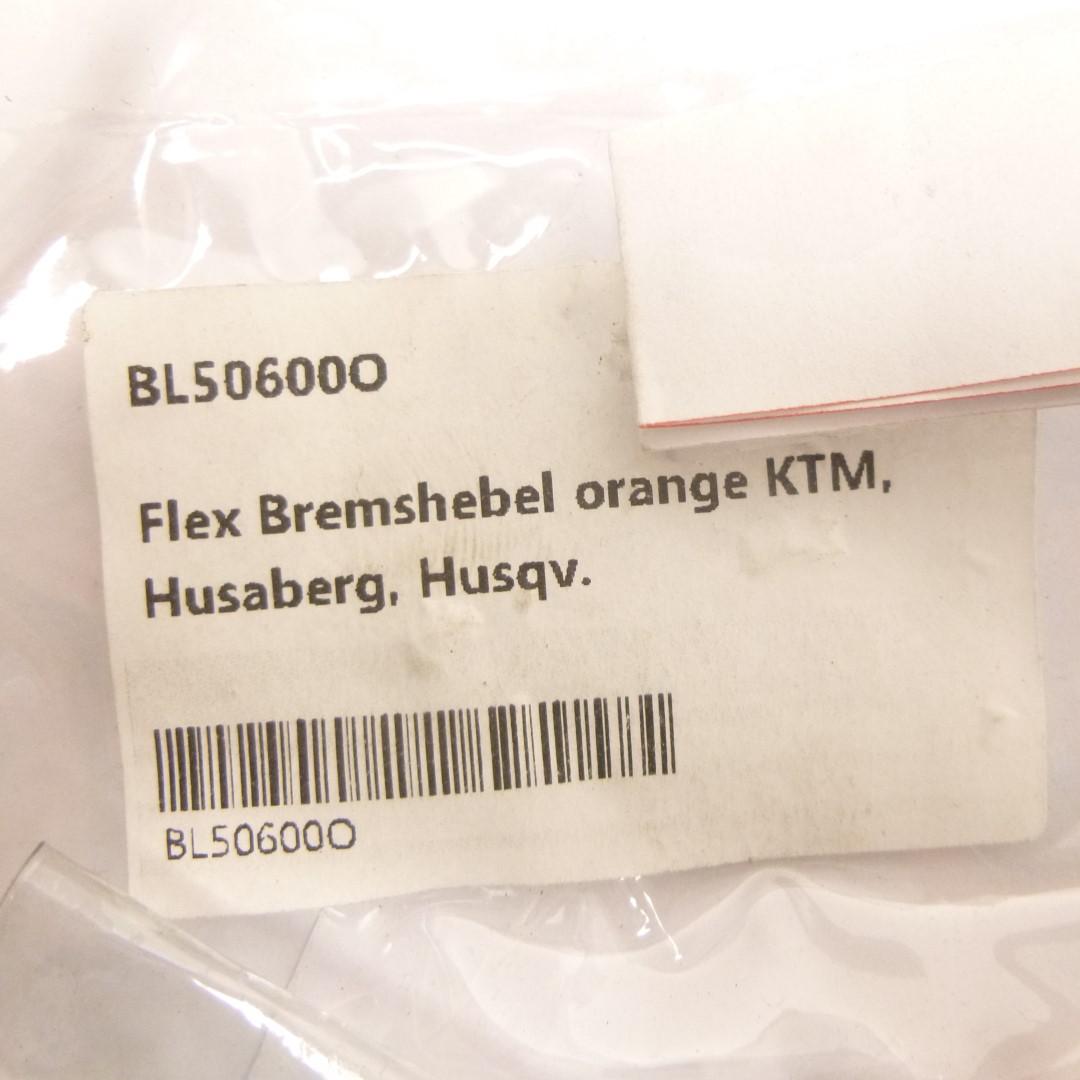 BL50600O
Flex Bremshebel orange KTM,
Husaberg, Husqv.
BL50600O